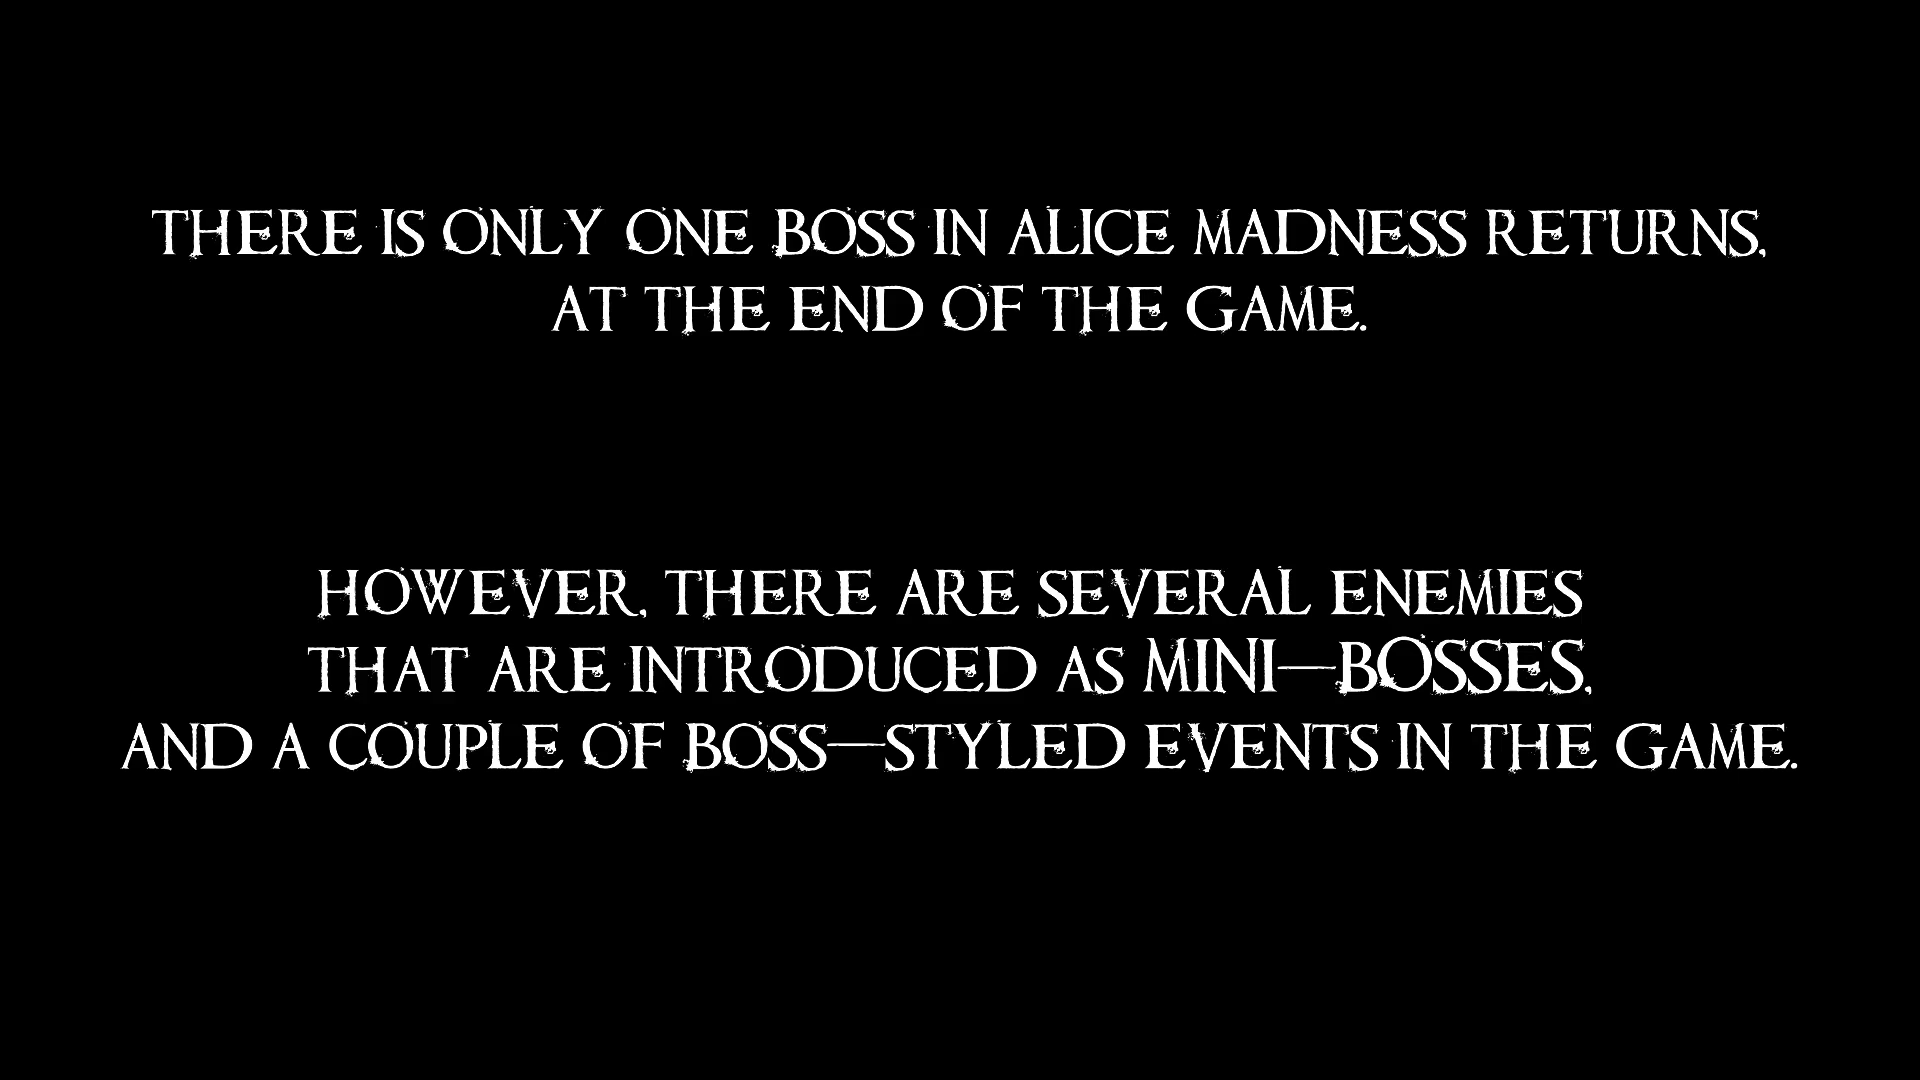 THERE IS ONLY ONE BOSS IN ALICE MADNESS RETURNS,
AT THE END OF THE GAME.
HOWEVER, THERE ARE SEVERAL ENEMIES
THAT ARE INTRODUCED AS MINI—BOSSES,
AND A COUPLE OF BOSS—STYLED EVENTS IN THE GAME.